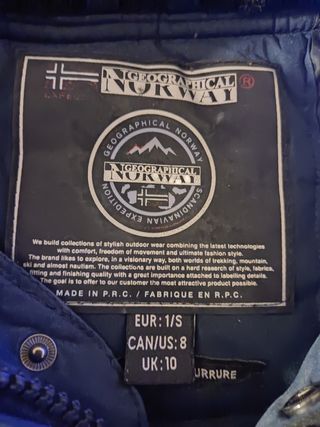 GEOGRAPHICAL
NORWAY ®
GEOGRAPHICAL NORWAY
GEOGRAPHICAL
NORWAY
SCANDINAVIAN EXPEDITION
We build collections of stylish outdoor wear combining the latest technologies
with comfort, freedom of movement and ultimate fashion style.
The brand likes to explore, in a visionary way, both worlds of trekking, mountain,
ski and almost nautism. The collections are built on a hard research of style, fabrics,
fitting and finishing quality with a great importance attached to labelling details.
The goal is to offer to our customer the most attractive product possible.
MADE IN P.R.C. / FABRIQUE EN R.P.C.
EUR: 1/S
CAN/US: 8
UK: 10
URRURE